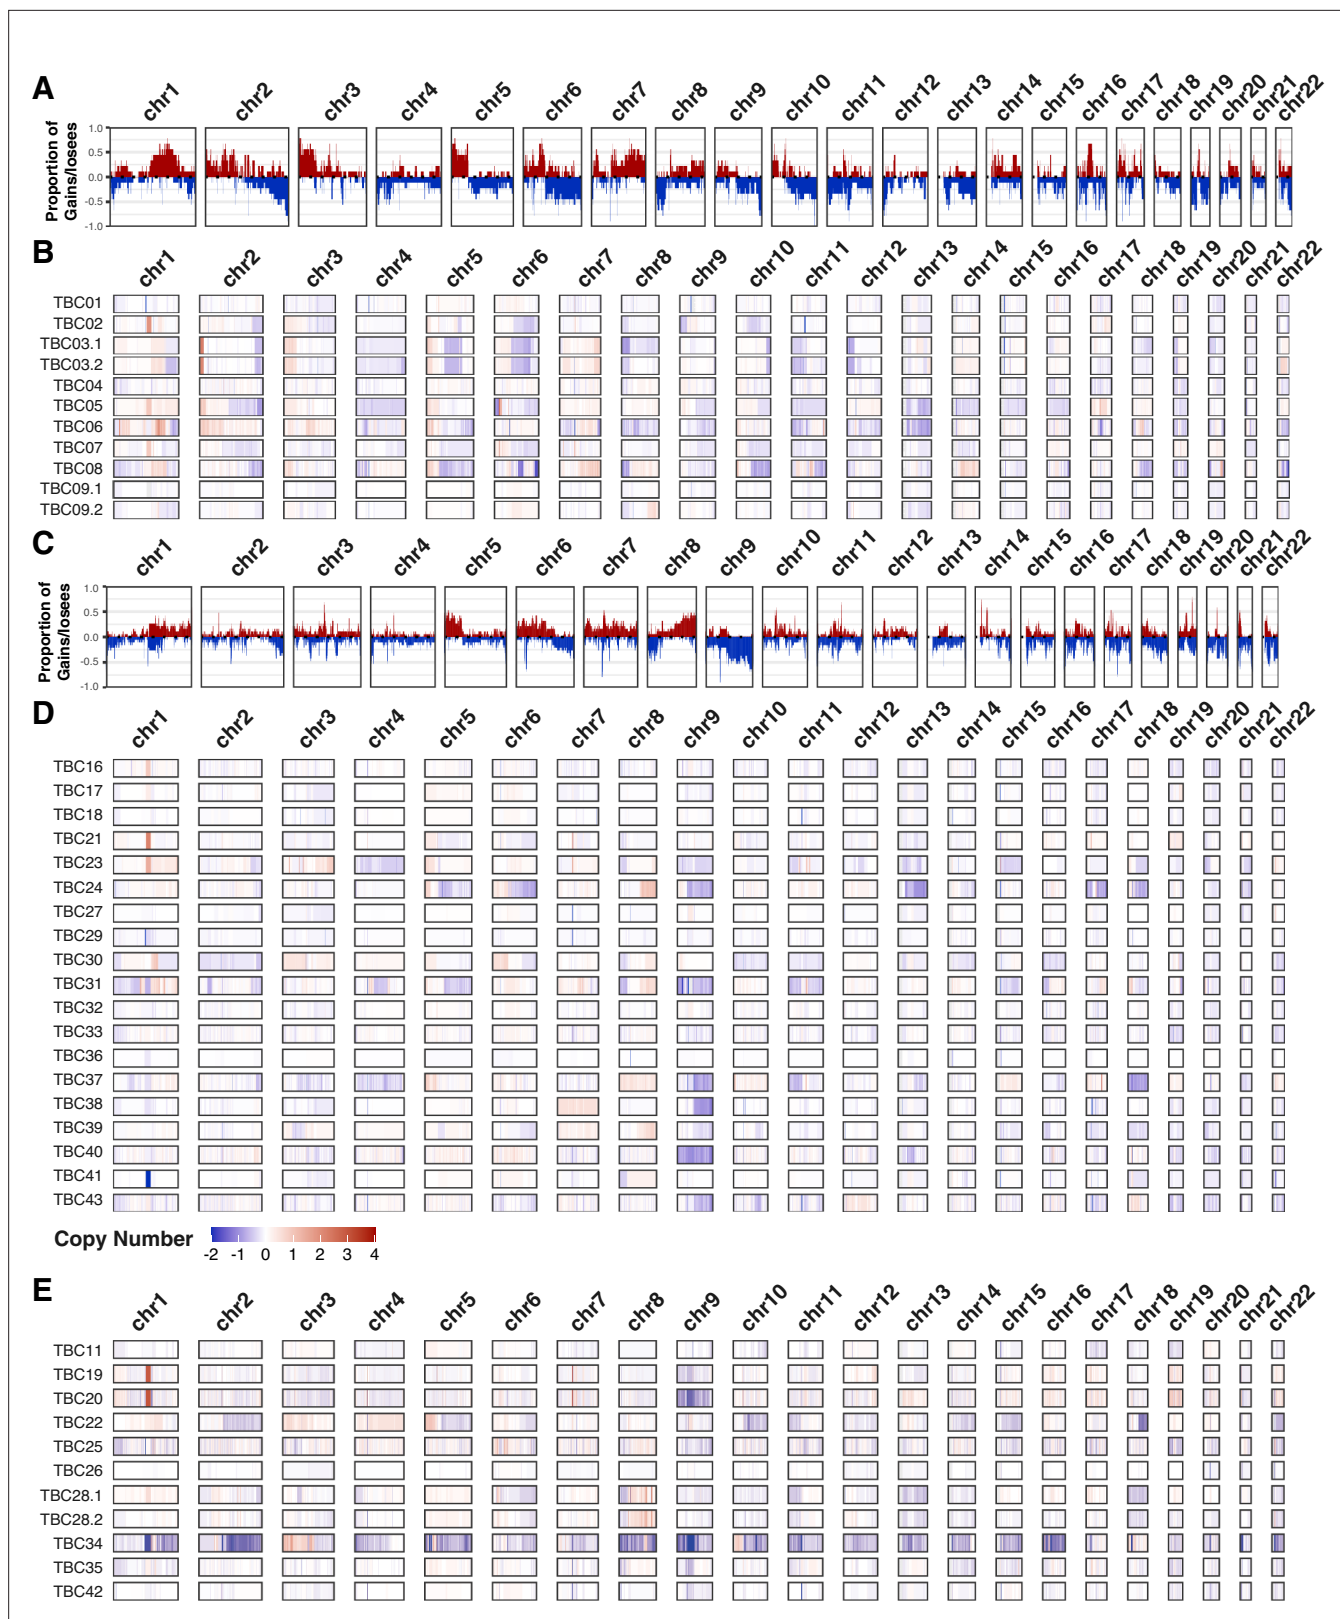 A
chr1 chr2 chr3 chr4 chr5 chr6 chr7 chr8 chr9 chr10 chr11 chr12 chr13 chr14 chr15 chr16 chr17 chr18 chr19 chr20 chr21 chr22
Proportion of
Gains/losees
1.0
0.5
0.0
-0.5
-1.0
B
chr1 chr2 chr3 chr4 chr5 chr6 chr7 chr8 chr9 chr10 chr11 chr12 chr13 chr14 chr15 chr16 chr17 chr18 chr19 chr20 chr21 chr22
TBC01
TBC02
TBC03.1
TBC03.2
TBC04
TBC05
TBC06
TBC07
TBC08
TBC09.1
TBC09.2
C
chr1 chr2 chr3 chr4 chr5 chr6 chr7 chr8 chr9 chr10 chr11 chr12 chr13 chr14 chr15 chr16 chr17 chr18 chr19 chr20 chr21 chr22
Proportion of
Gains/losees
1.0
0.5
0.0
-0.5
-1.0
D
chr1 chr2 chr3 chr4 chr5 chr6 chr7 chr8 chr9 chr10 chr11 chr12 chr13 chr14 chr15 chr16 chr17 chr18 chr19 chr20 chr21 chr22
TBC16
TBC17
TBC18
TBC21
TBC23
TBC24
TBC27
TBC29
TBC30
TBC31
TBC32
TBC33
TBC36
TBC37
TBC38
TBC39
TBC40
TBC41
TBC43
Copy Number
-2 -1 0 1 2 3 4
E
chr1 chr2 chr3 chr4 chr5 chr6 chr7 chr8 chr9 chr10 chr11 chr12 chr13 chr14 chr15 chr16 chr17 chr18 chr19 chr20 chr21 chr22
TBC11
TBC19
TBC20
TBC22
TBC25
TBC26
TBC28.1
TBC28.2
TBC34
TBC35
TBC42